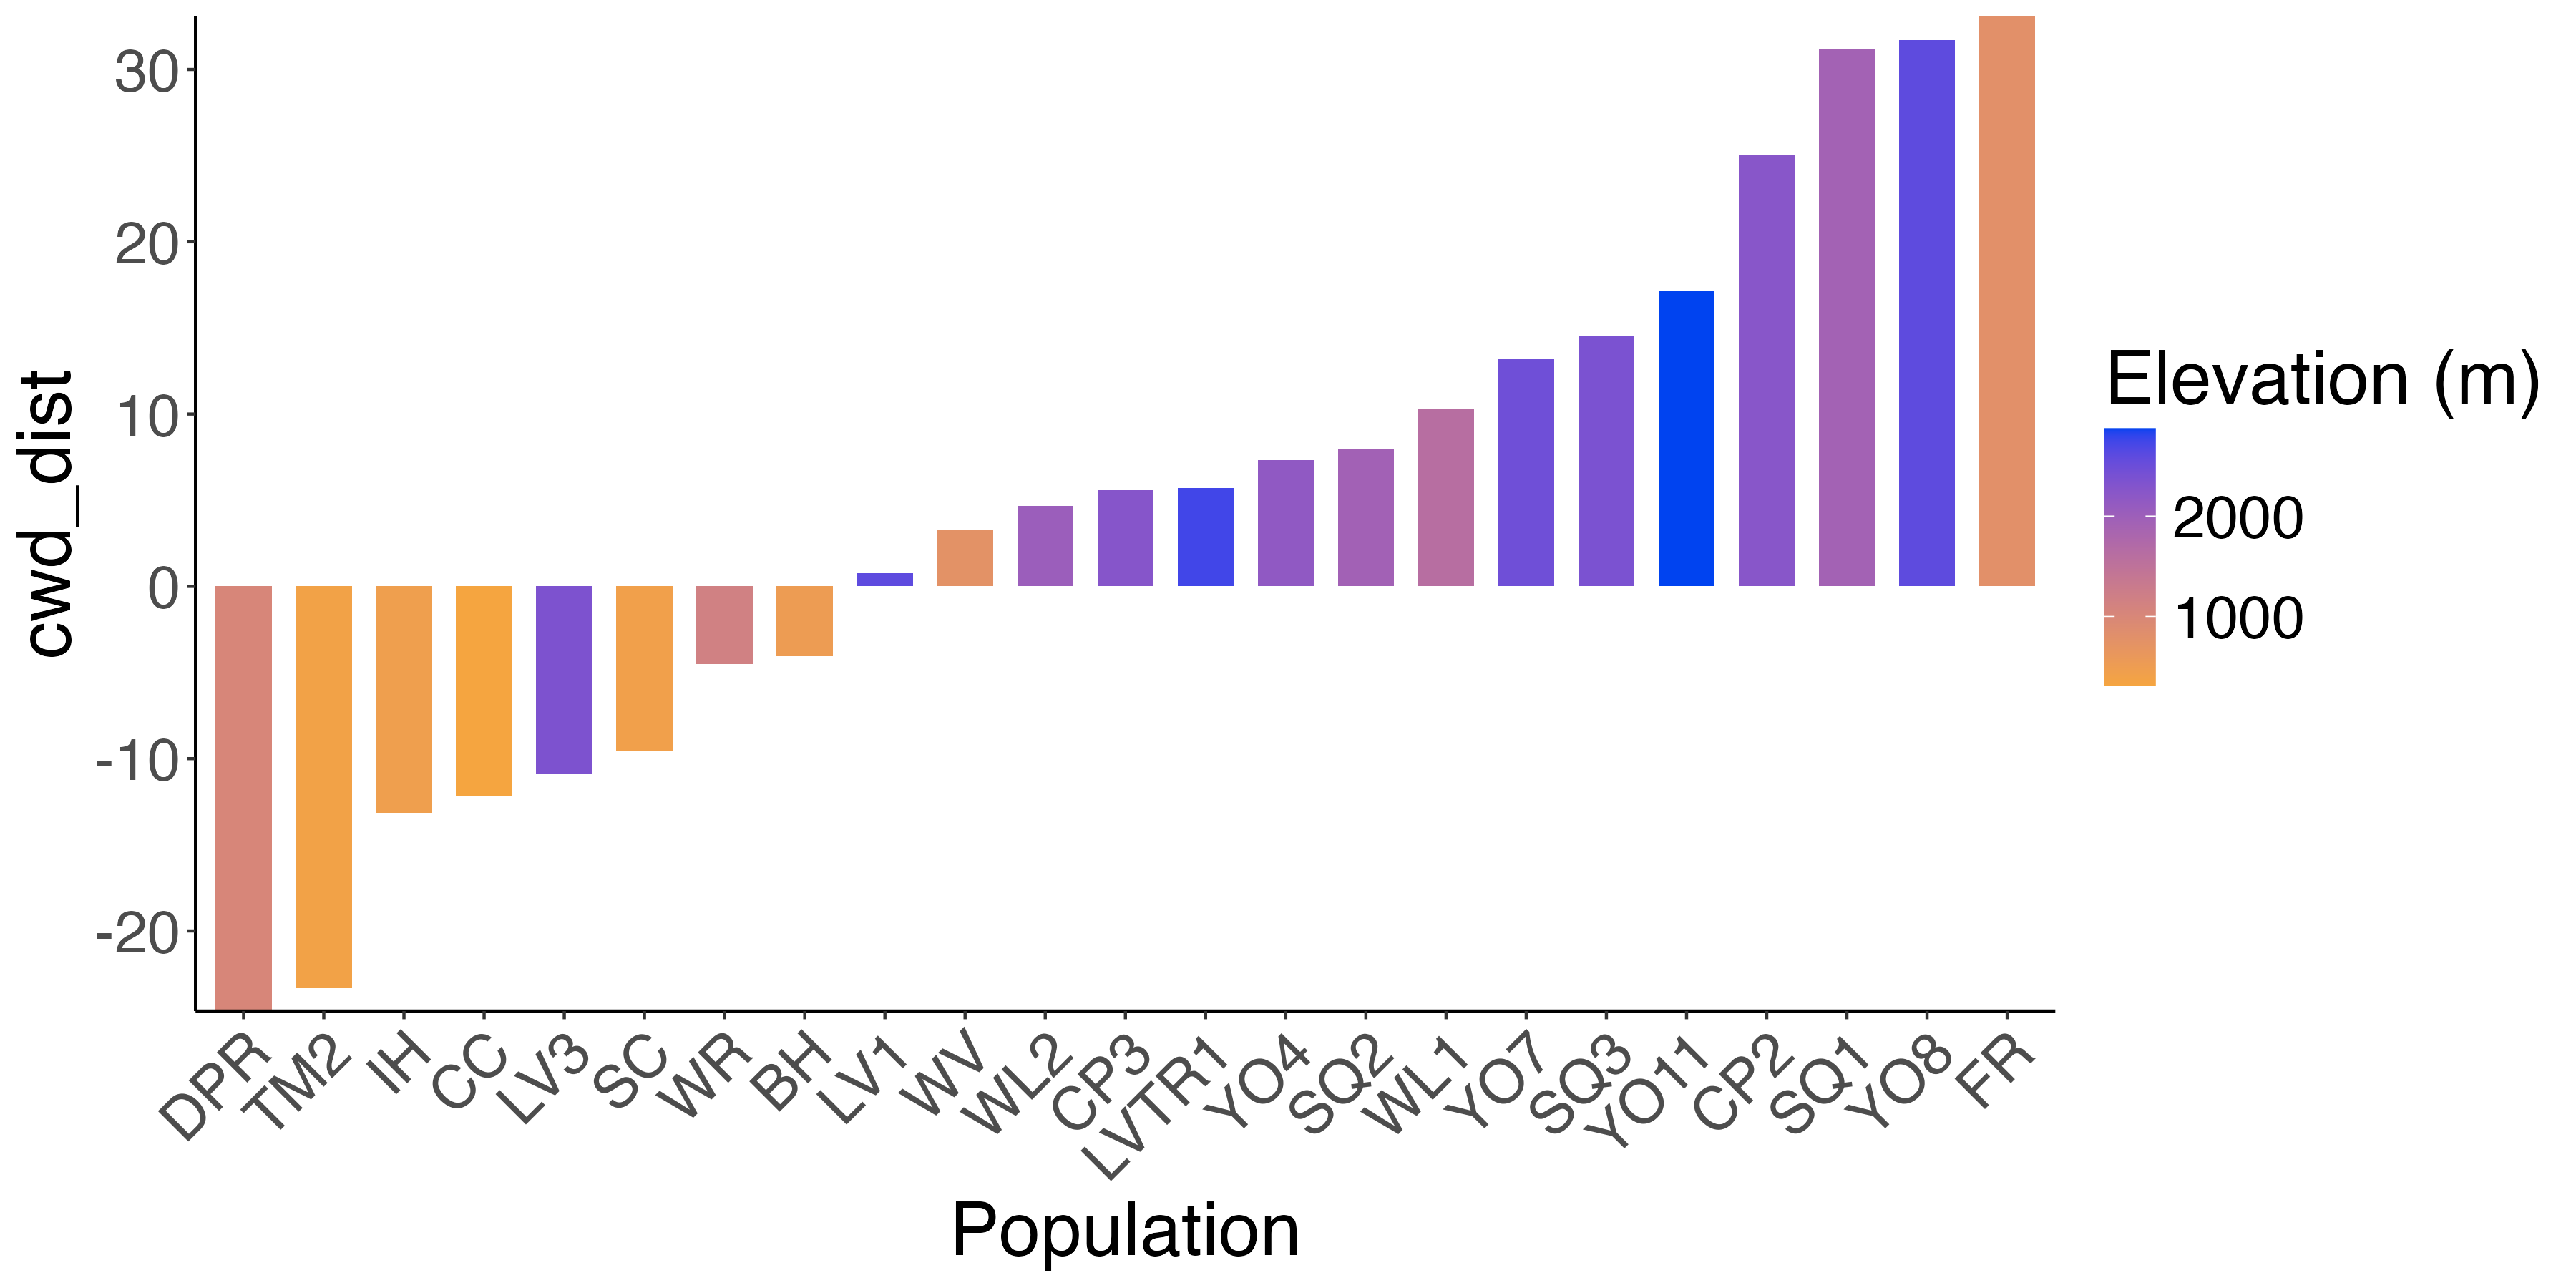 cwd_dist
30
20
10
0
-10
-20
DPR
TM2
IH
CC
LV3
SC
WR
BH
LV1
WV
WL2
CP3
LVTR1
YO4
SQ2
WL1
YO7
SQ3
YO11
CP2
SQ1
YO8
FR
Population
Elevation (m)
2000
1000